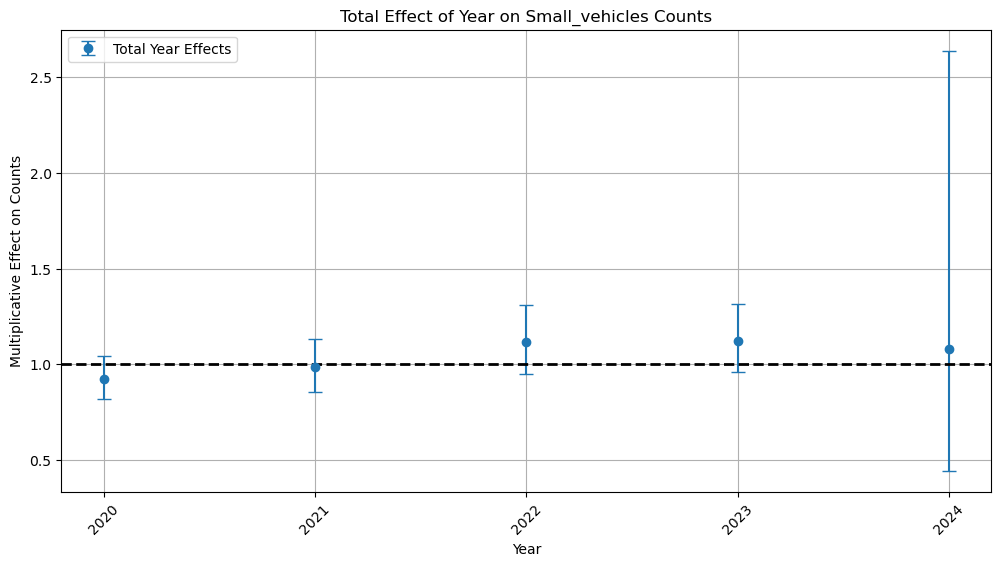 Total Effect of Year on Small_vehicles Counts
Total Year Effects
Multiplicative Effect on Counts
2.5
2.0
1.5
1.0
0.5
2020
2021
2022
2023
2024
Year